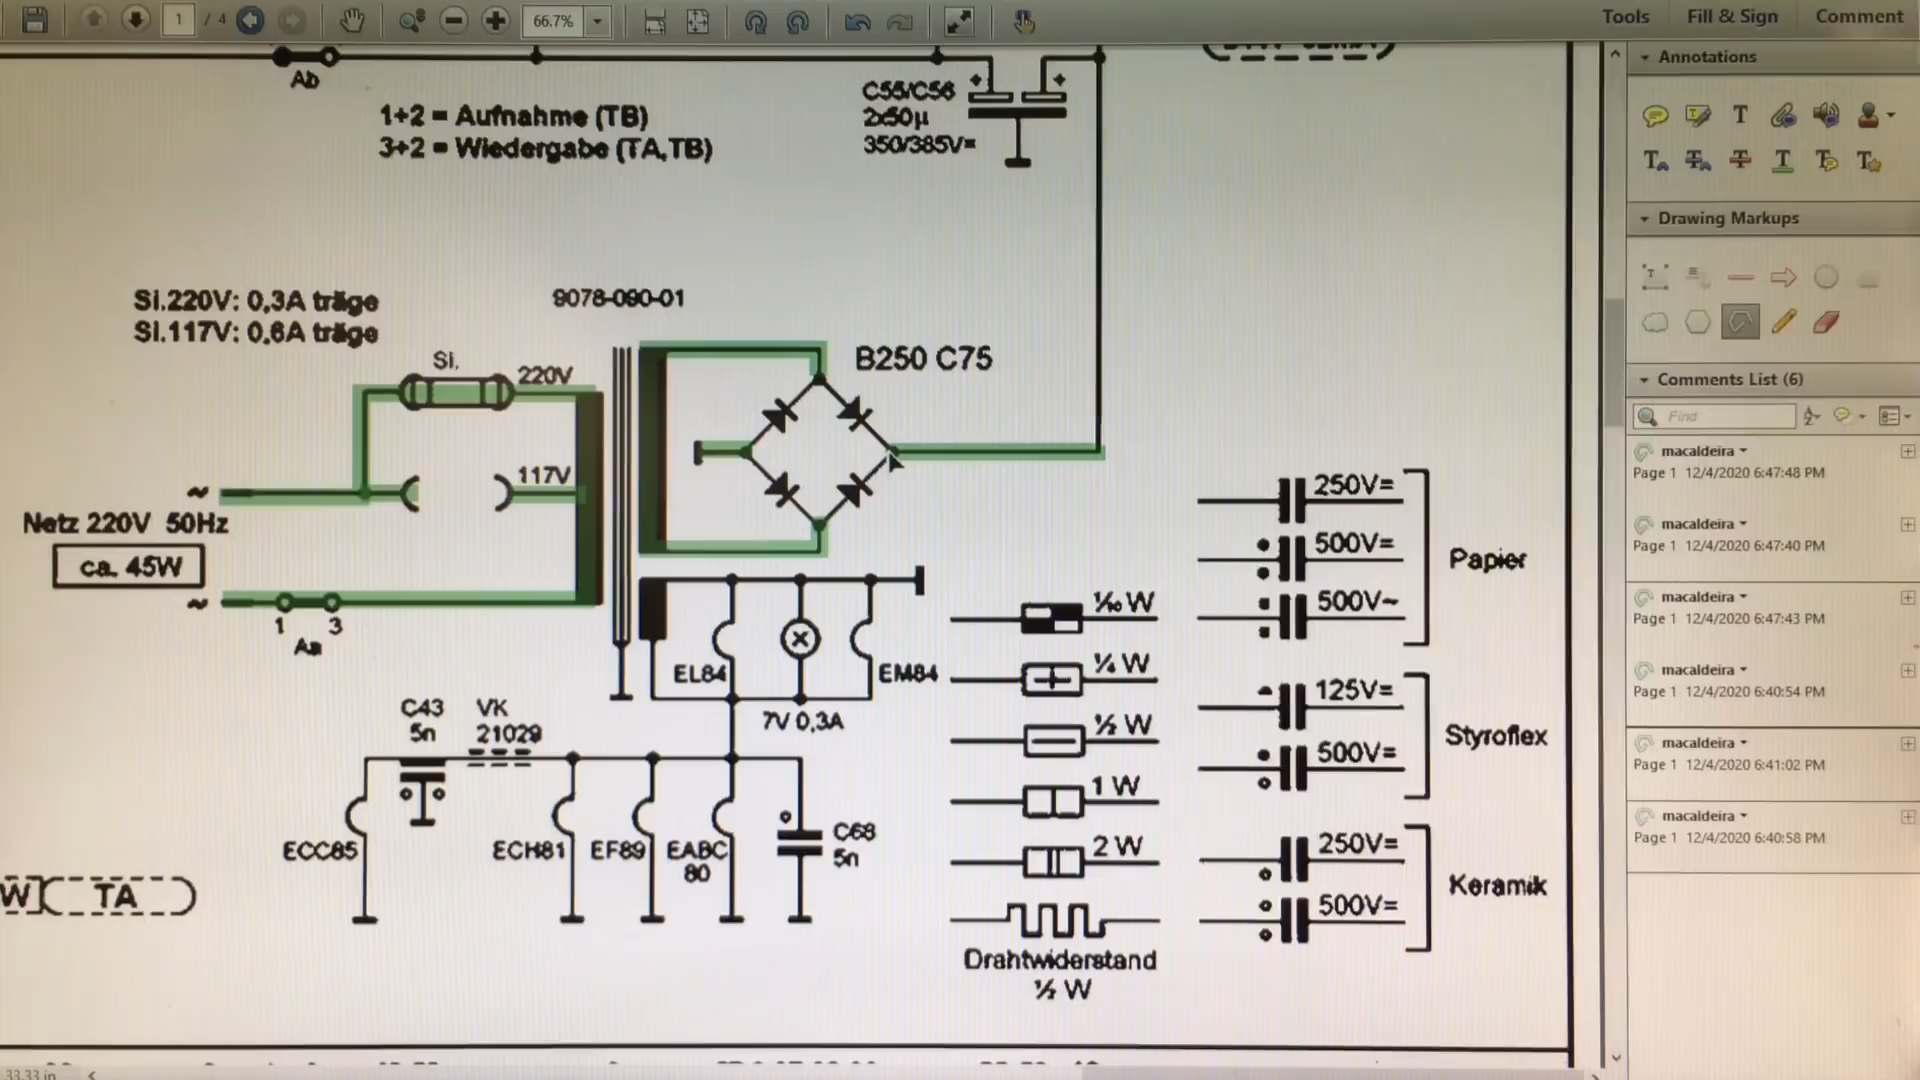 1 / 4
66.7%
Tools Fill & Sign Comment
Ab
1+2 = Aufnahme (TB)
3+2 = Wiedergabe (TA,TB)
C55/C56
2x50µ
350/385V=
Si.220V: 0,3A träge
Si.117V: 0,6A träge
9078-090-01
Si.
220V
B250 C75
117V
~
Netz 220V 50Hz
ca. 45W
~
1 3
Aa
EL84
EM84
7V 0,3A
C43
5n
VK
21029
ECC85
ECH81
EF89
EABC
80
C68
5n
W
TA
1/10 W
1/4 W
1/2 W
1 W
2 W
Drahtwiderstand
1/2 W
250V=
500V=
500V~
Papier
125V=
500V=
Styroflex
250V=
500V=
Keramik
33.33 in
Annotations
Drawing Markups
Comments List (6)
Find
macaldeira
Page 1 12/4/2020 6:47:48 PM
macaldeira
Page 1 12/4/2020 6:47:40 PM
macaldeira
Page 1 12/4/2020 6:47:43 PM
macaldeira
Page 1 12/4/2020 6:40:54 PM
macaldeira
Page 1 12/4/2020 6:41:02 PM
macaldeira
Page 1 12/4/2020 6:40:58 PM